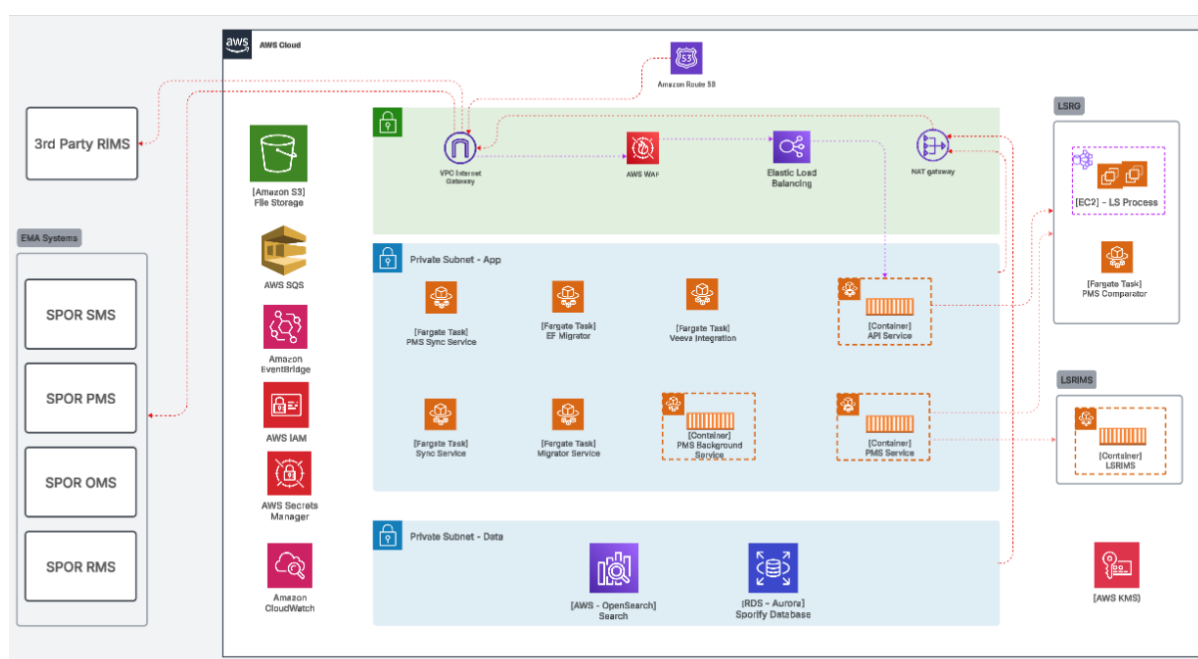 aws
AWS Cloud
53
Amazon Route 53
3rd Party RIMS
LSRG
VPC Internet
Gateway
AWS WAF
Elastic Load
Balancing
NAT gateway
[Amazon S3]
File Storage
[EC2] - LS Process
EMA Systems
Private Subnet - App
AWS SQS
[Fargate Task]
PMS Comparator
SPOR SMS
[Fargate Task]
PMS Sync Service
[Fargate Task]
EF Migrator
[Fargate Task]
Veeva Integration
[Container]
API Service
Amazon
EventBridge
LSRIMS
SPOR PMS
AWS IAM
[Fargate Task]
Sync Service
[Fargate Task]
Migrator Service
[Container]
PMS Background
Service
[Container]
PMS Service
[Container]
LSRIMS
SPOR OMS
AWS Secrets
Manager
Private Subnet - Data
SPOR RMS
Amazon
CloudWatch
[AWS - OpenSearch]
Search
[RDS - Aurora]
Sporify Database
[AWS KMS)